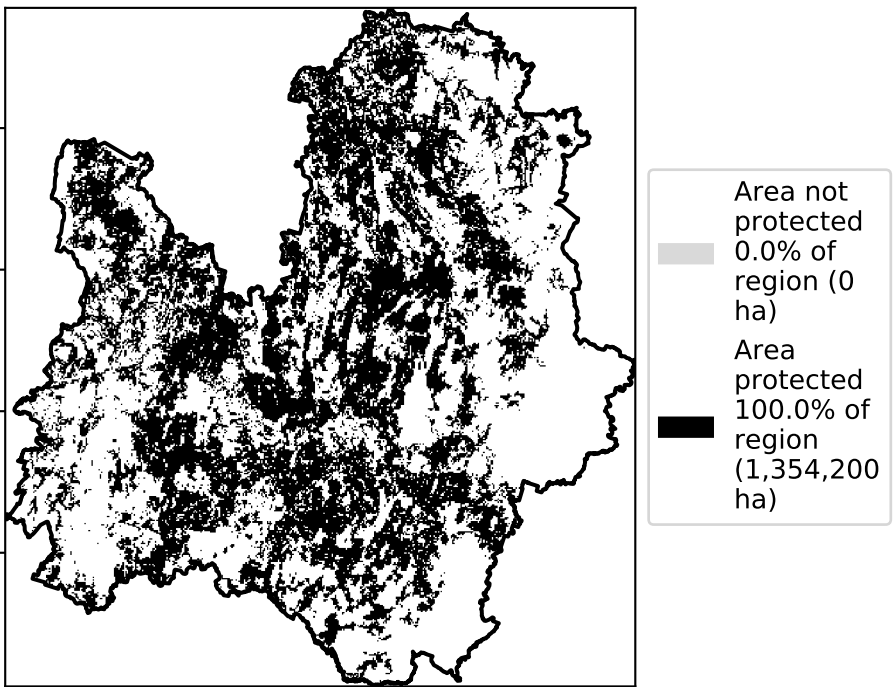 Area not
protected
0.0% of
region (0
ha)
Area
protected
100.0% of
region
(1,354,200
ha)